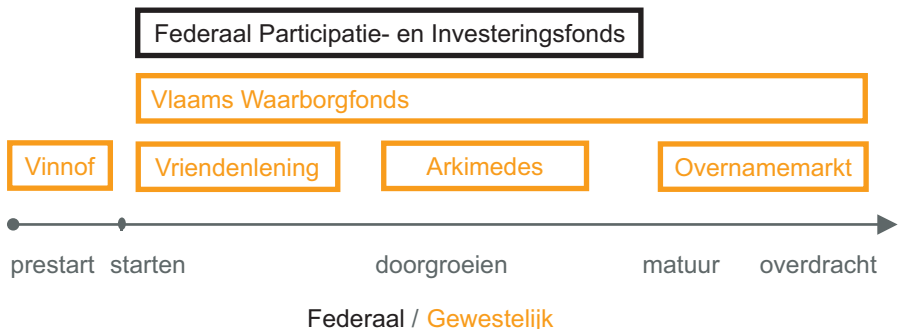 Federaal Participatie- en Investeringsfonds
Vlaams Waarborgfonds
Vinnof Vriendenlening Arkimedes Overnamemarkt
prestart starten doorgroeien matuur overdracht
Federaal / Gewestelijk